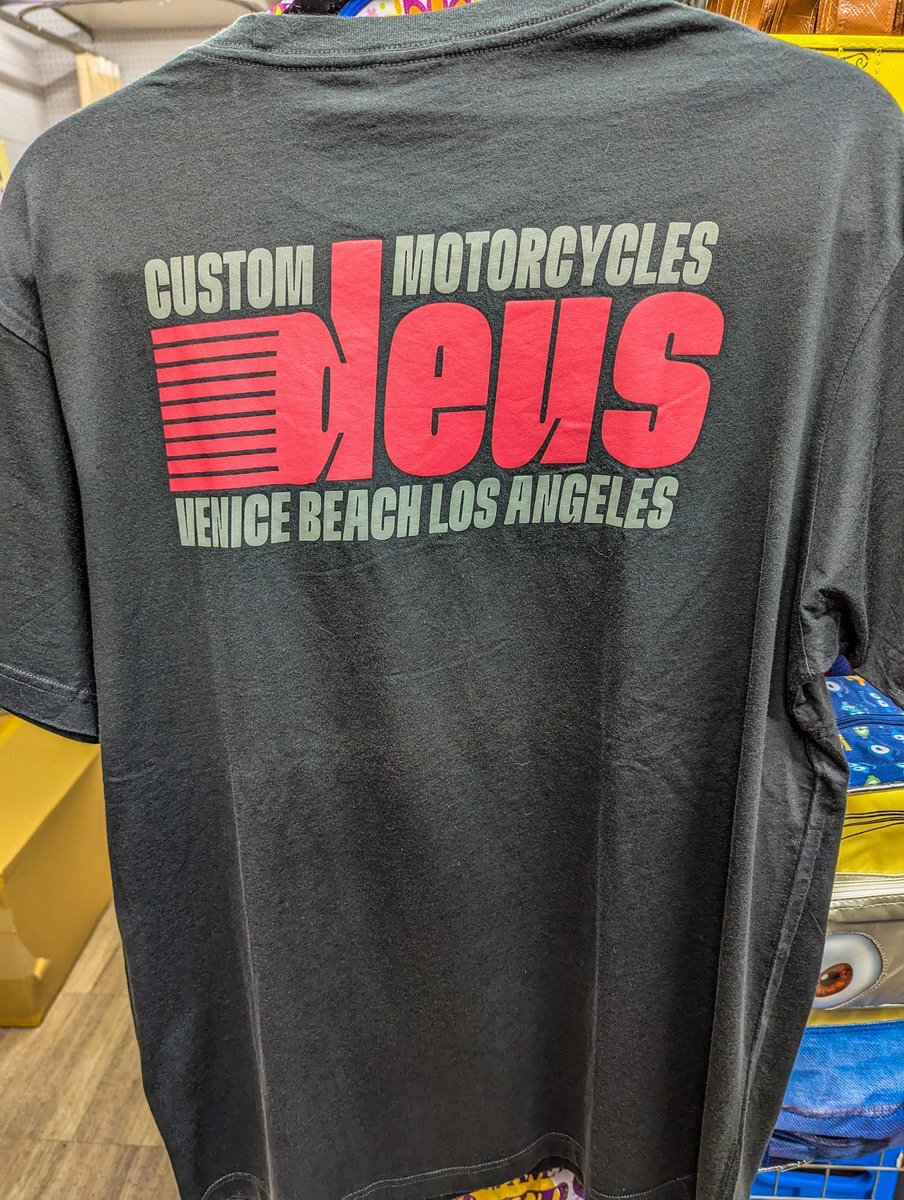 CUSTOM MOTORCYCLES
deus
VENICE BEACH LOS ANGELES